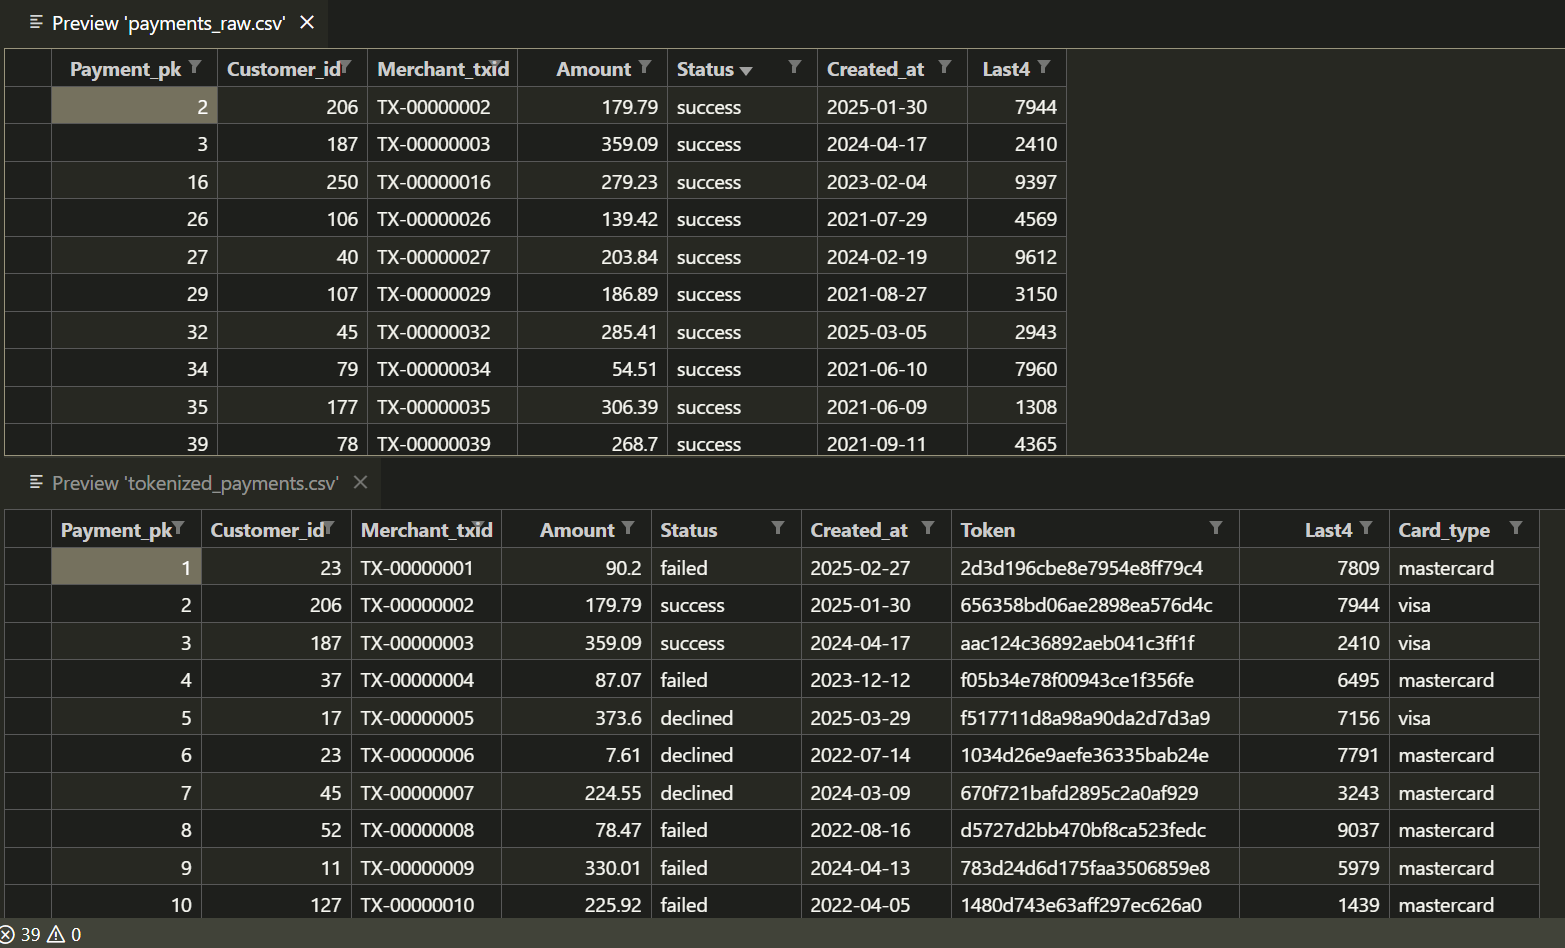 Preview 'payments_raw.csv'
Payment_pk Customer_id Merchant_txid Amount Status Created_at Last4
2 206 TX-00000002 179.79 success 2025-01-30 7944
3 187 TX-00000003 359.09 success 2024-04-17 2410
16 250 TX-00000016 279.23 success 2023-02-04 9397
26 106 TX-00000026 139.42 success 2021-07-29 4569
27 40 TX-00000027 203.84 success 2024-02-19 9612
29 107 TX-00000029 186.89 success 2021-08-27 3150
32 45 TX-00000032 285.41 success 2025-03-05 2943
34 79 TX-00000034 54.51 success 2021-06-10 7960
35 177 TX-00000035 306.39 success 2021-06-09 1308
39 78 TX-00000039 268.7 success 2021-09-11 4365
Preview 'tokenized_payments.csv'
Payment_pk Customer_id Merchant_txid Amount Status Created_at Token Last4 Card_type
1 23 TX-00000001 90.2 failed 2025-02-27 2d3d196cbe8e7954e8ff79c4 7809 mastercard
2 206 TX-00000002 179.79 success 2025-01-30 656358bd06ae2898ea576d4c 7944 visa
3 187 TX-00000003 359.09 success 2024-04-17 aac124c36892aeb041c3ff1f 2410 visa
4 37 TX-00000004 87.07 failed 2023-12-12 f05b34e78f00943ce1f356fe 6495 mastercard
5 17 TX-00000005 373.6 declined 2025-03-29 f517711d8a98a90da2d7d3a9 7156 visa
6 23 TX-00000006 7.61 declined 2022-07-14 1034d26e9aefe36335bab24e 7791 mastercard
7 45 TX-00000007 224.55 declined 2024-03-09 670f721bafd2895c2a0af929 3243 mastercard
8 52 TX-00000008 78.47 failed 2022-08-16 d5727d2bb470bf8ca523fedc 9037 mastercard
9 11 TX-00000009 330.01 failed 2024-04-13 783d24d6d175faa3506859e8 5979 mastercard
10 127 TX-00000010 225.92 failed 2022-04-05 1480d743e63aff297ec626a0 1439 mastercard
39 0